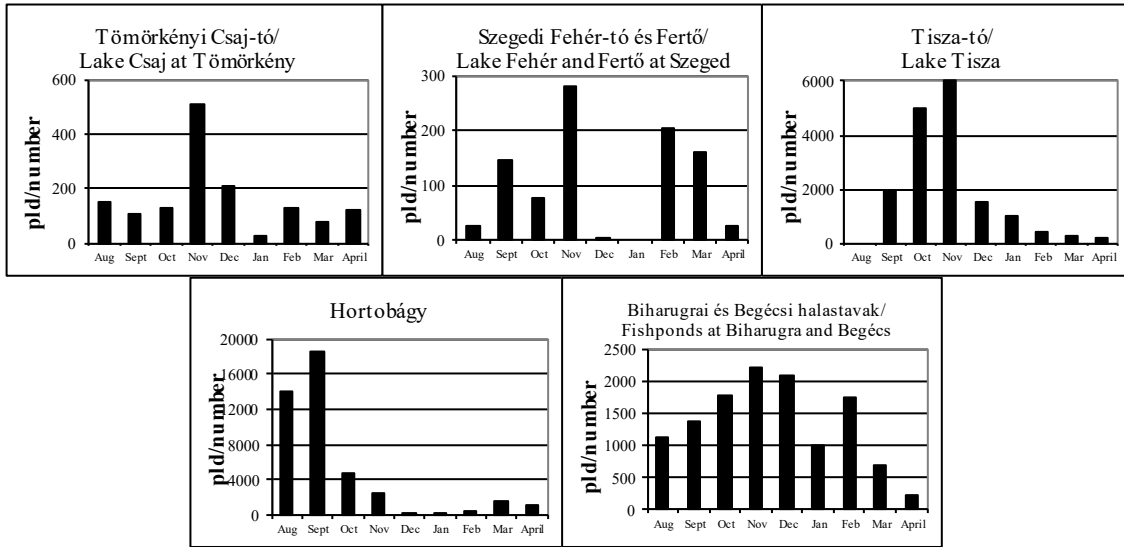 Tömörkényi Csaj-tó/
Lake Csaj at Tömörkény
pld/number
600
400
200
0
Aug Sept Oct Nov Dec Jan Feb Mar April
Szegedi Fehér-tó és Fertő/
Lake Fehér and Fertő at Szeged
pld/number
300
200
100
0
Aug Sept Oct Nov Dec Jan Feb Mar April
Tisza-tó/
Lake Tisza
pld/number
6000
4000
2000
0
Aug Sept Oct Nov Dec Jan Feb Mar April
Hortobágy
pld/number
20000
16000
12000
8000
4000
0
Aug Sept Oct Nov Dec Jan Feb Mar April
Biharugrai és Begécsi halastavak/
Fishponds at Biharugra and Begécs
pld/number
2500
2000
1500
1000
500
0
Aug Sept Oct Nov Dec Jan Feb Mar April